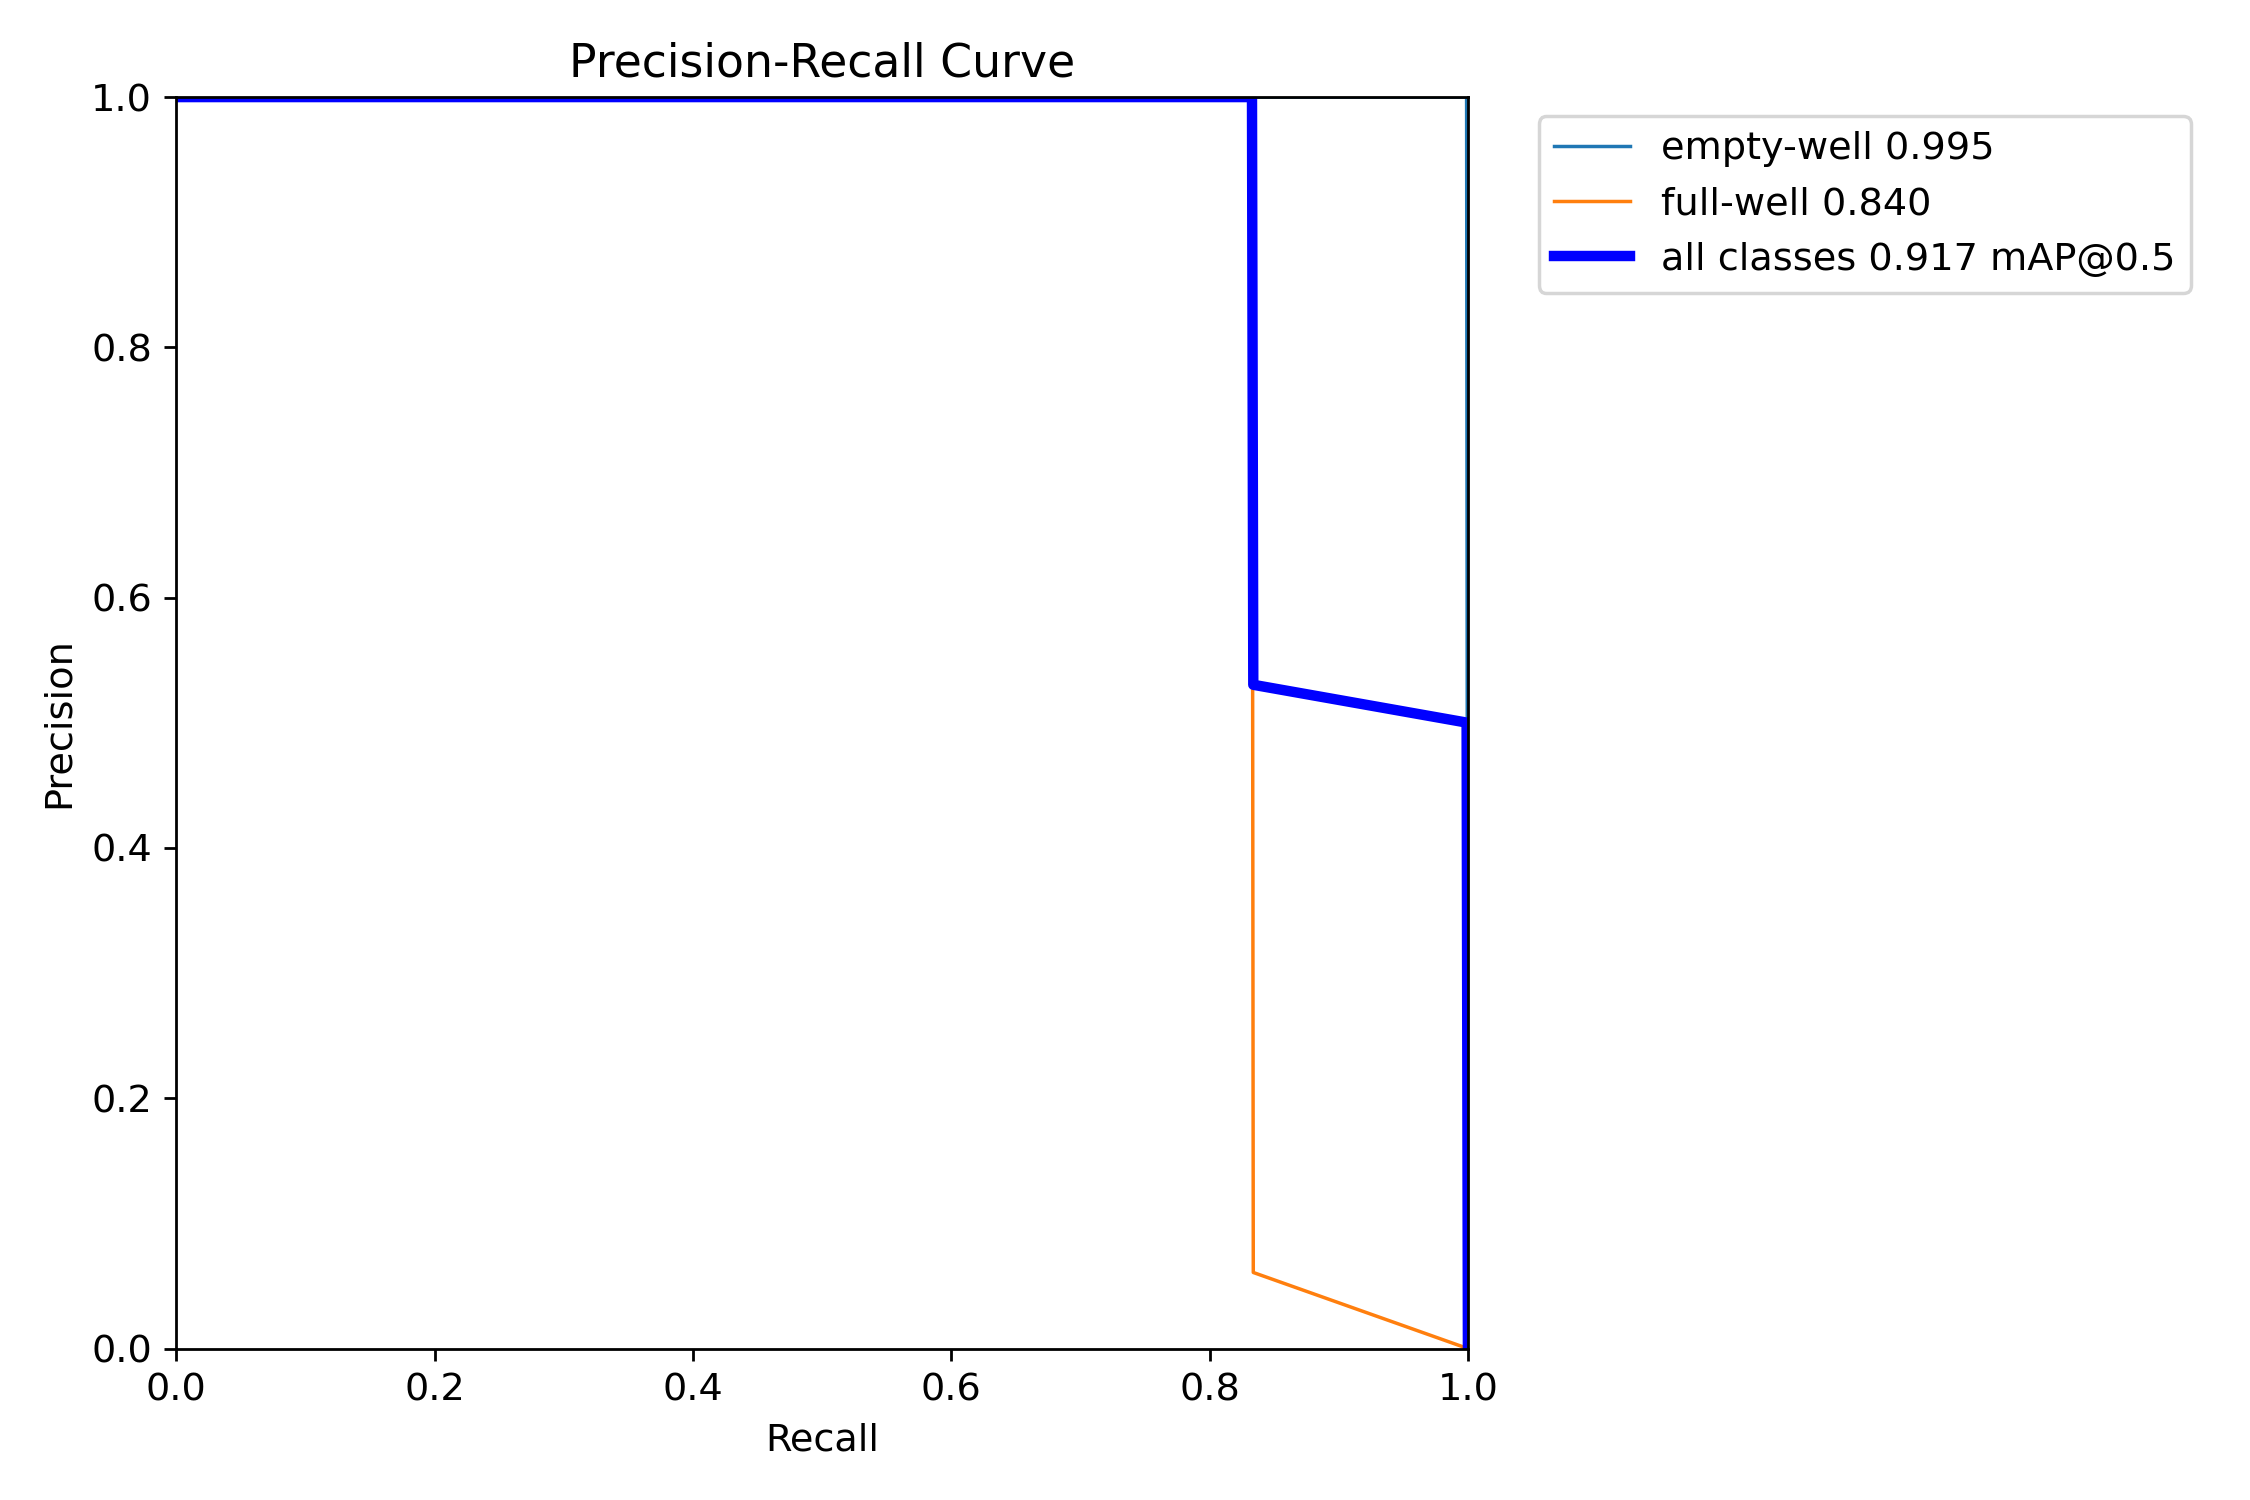 Precision-Recall Curve
1.0
0.8
0.6
0.4
0.2
0.0
Precision
0.0 0.2 0.4 0.6 0.8 1.0
Recall
empty-well 0.995
full-well 0.840
all classes 0.917 mAP@0.5